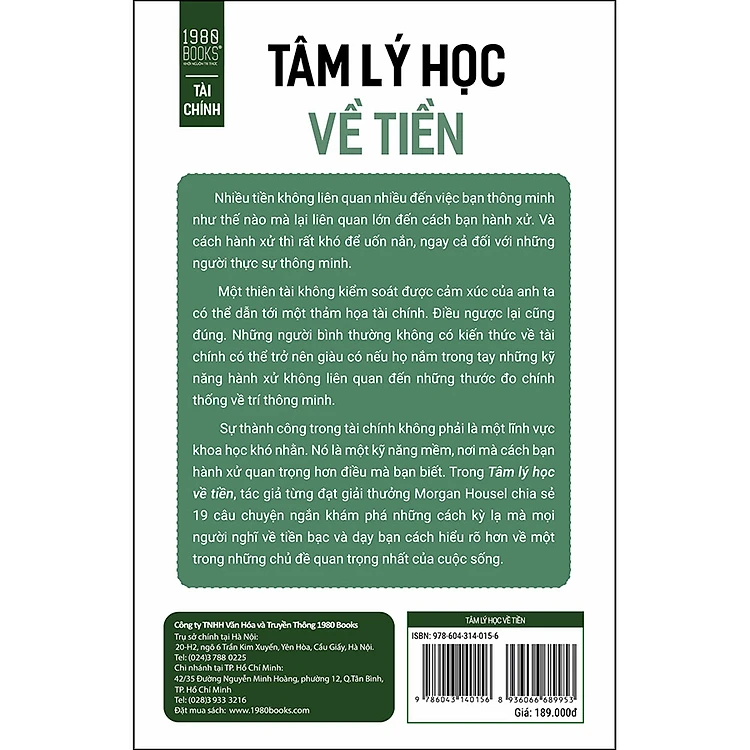 1980
BOOKS®
KHƠI NGUỒN TRI THỨC
TÀI
CHÍNH
TÂM LÝ HỌC
VỀ TIỀN
Nhiều tiền không liên quan nhiều đến việc bạn thông minh
như thế nào mà lại liên quan lớn đến cách bạn hành xử. Và
cách hành xử thì rất khó để uốn nắn, ngay cả đối với những
người thực sự thông minh.
Một thiên tài không kiểm soát được cảm xúc của anh ta
có thể dẫn tới một thảm họa tài chính. Điều ngược lại cũng
đúng. Những người bình thường không có kiến thức về tài
chính có thể trở nên giàu có nếu họ nắm trong tay những kỹ
năng hành xử không liên quan đến những thước đo chính
thống về trí thông minh.
Sự thành công trong tài chính không phải là một lĩnh vực
khoa học khó nhằn. Nó là một kỹ năng mềm, nơi mà cách bạn
hành xử quan trọng hơn điều mà bạn biết. Trong Tâm lý học
về tiền, tác giả từng đạt giải thưởng Morgan Housel chia sẻ
19 câu chuyện ngắn khám phá những cách kỳ lạ mà mọi
người nghĩ về tiền bạc và dạy bạn cách hiểu rõ hơn về một
trong những chủ đề quan trọng nhất của cuộc sống.
Công ty TNHH Văn Hóa và Truyền Thông 1980 Books
Trụ sở chính tại Hà Nội:
20-H2, ngõ 6 Trần Kim Xuyến, Yên Hòa, Cầu Giấy, Hà Nội.
Tel: (024)3 788 0225
Chi nhánh tại TP. Hồ Chí Minh:
42/35 Đường Nguyễn Minh Hoàng, phường 12, Q.Tân Bình,
TP. Hồ Chí Minh
Tel: (028)3 933 3216
Đặt mua sách: www.1980books.com
TÂM LÝ HỌC VỀ TIỀN
ISBN: 978-604-314-015-6
9 786043 140156
8 936066 689953
Giá: 189.000đ